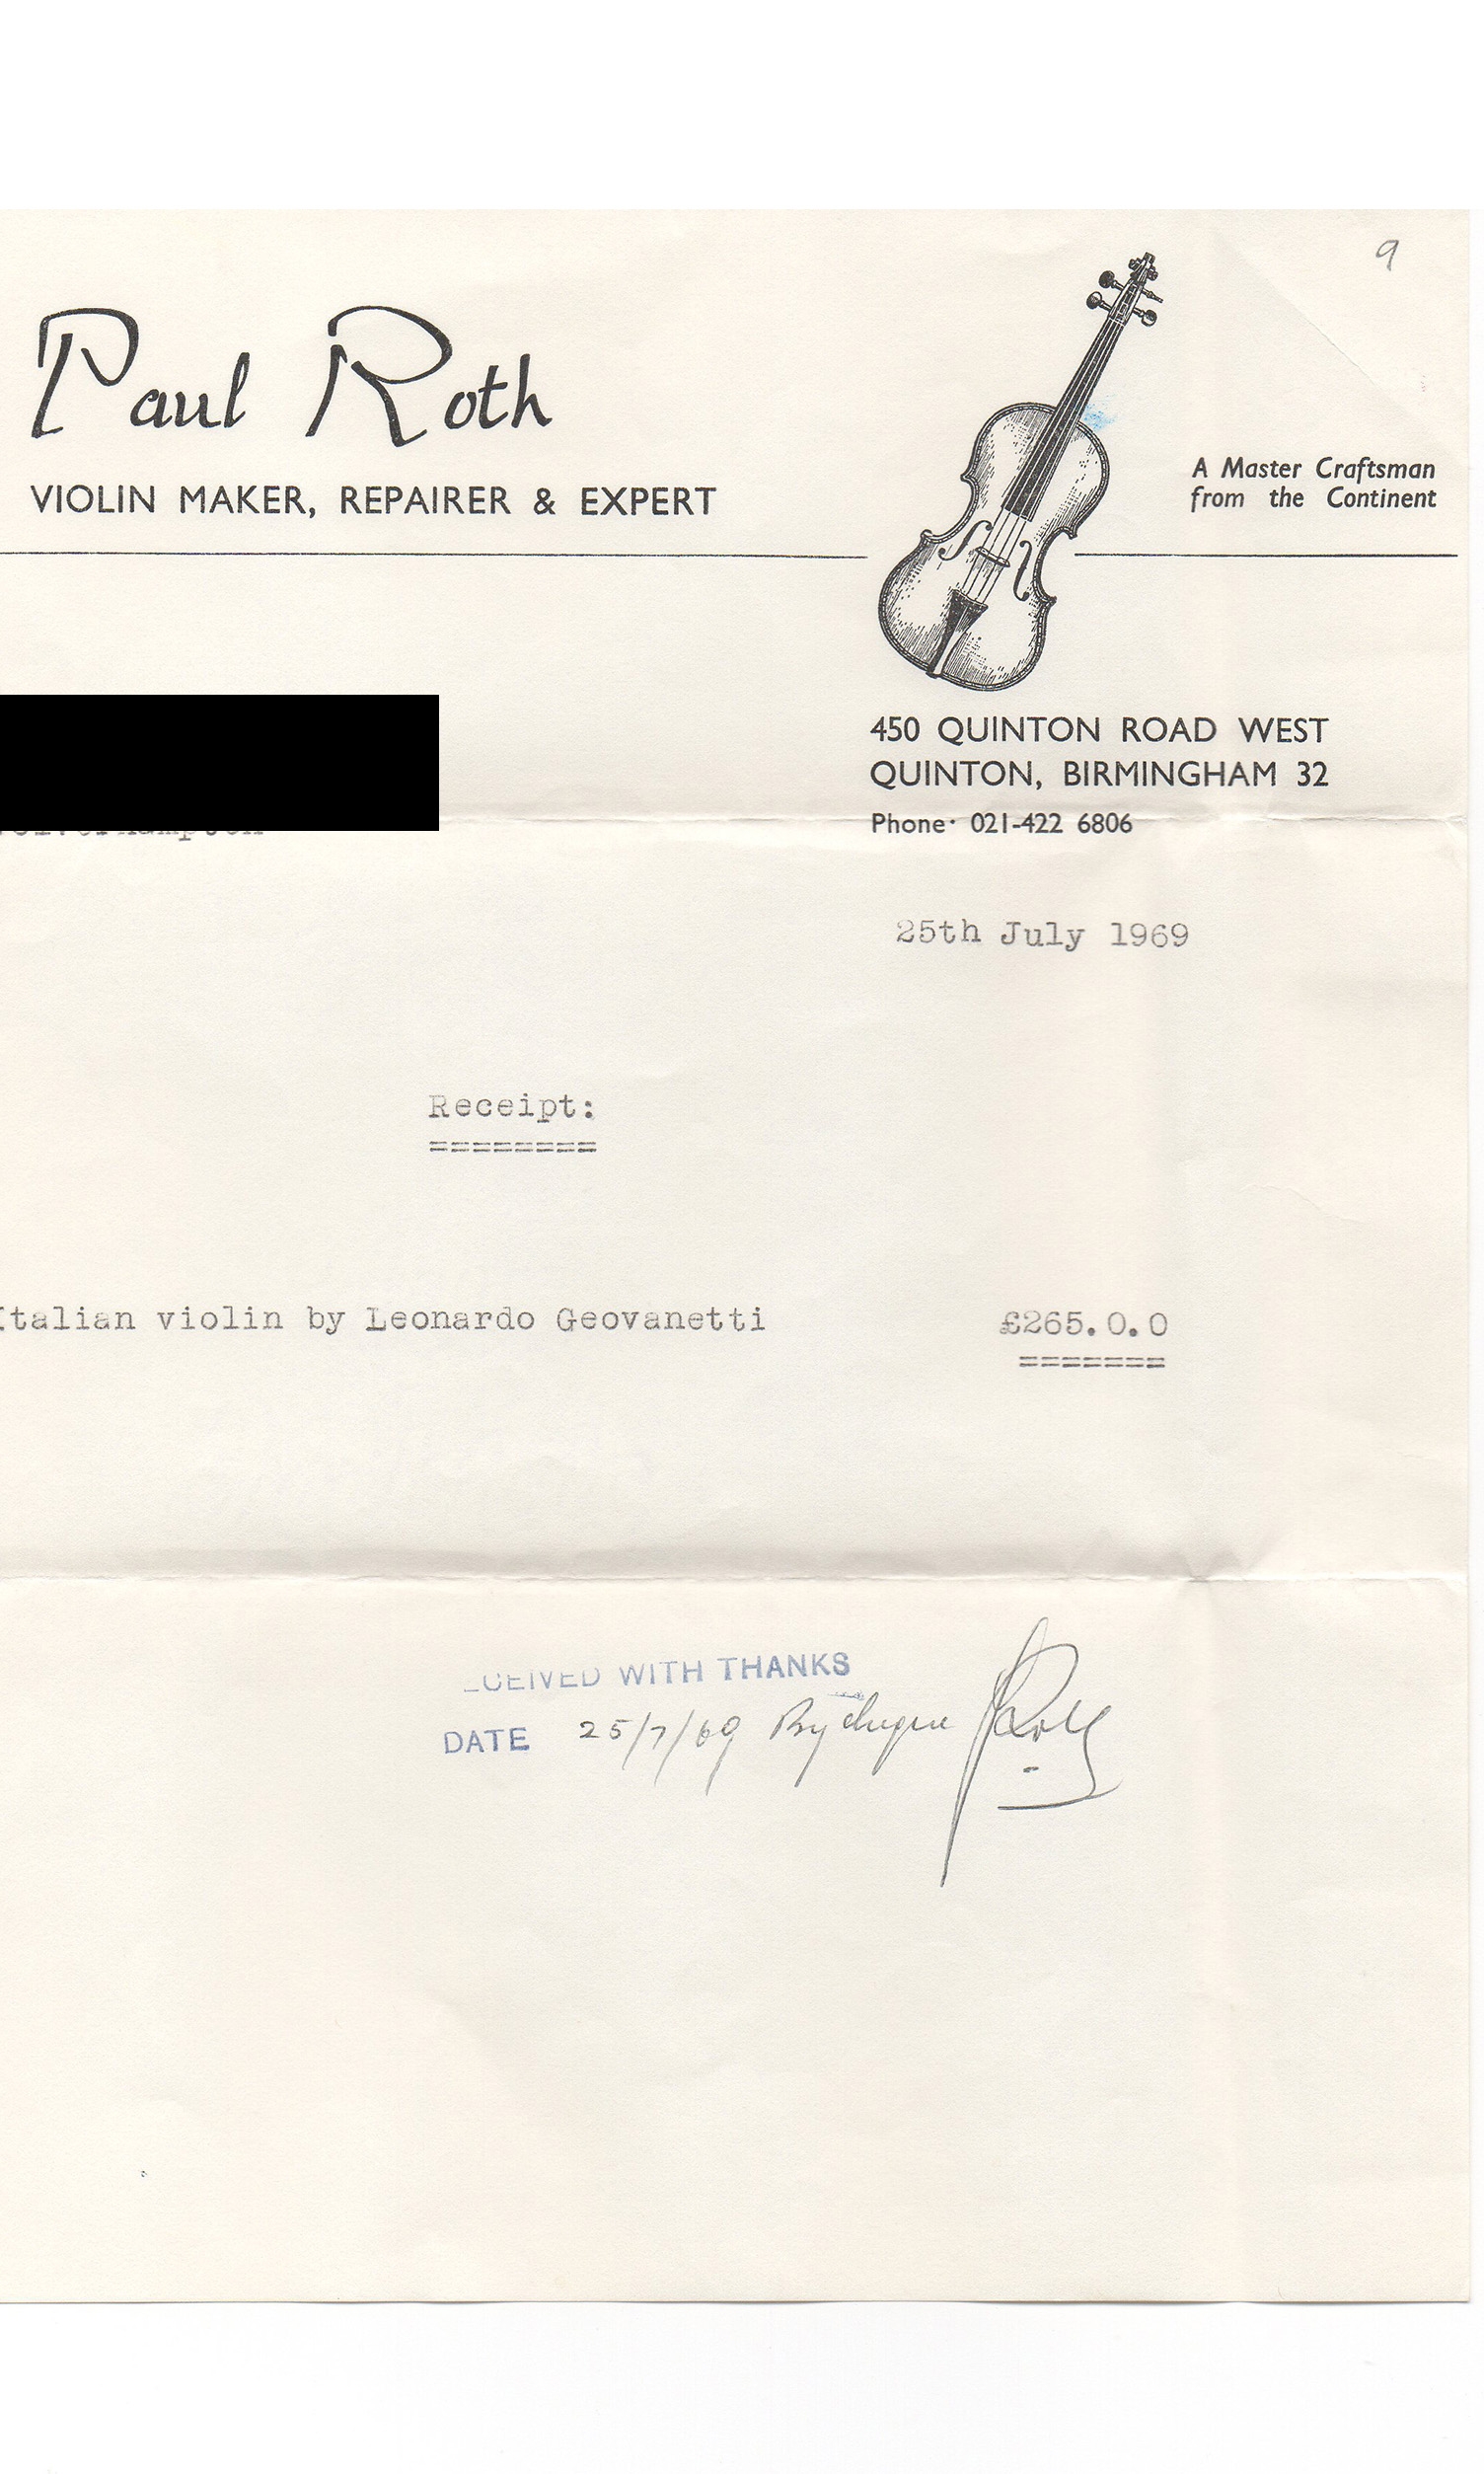 9
Paul Roth
VIOLIN MAKER, REPAIRER & EXPERT
A Master Craftsman
from the Continent
450 QUINTON ROAD WEST
QUINTON, BIRMINGHAM 32
Phone· 021-422 6806
25th July 1969
Receipt:
========
Italian violin by Leonardo Geovanetti £265.0.0
=======
WITH THANKS
DATE 25/7/69 By cheque PRoth